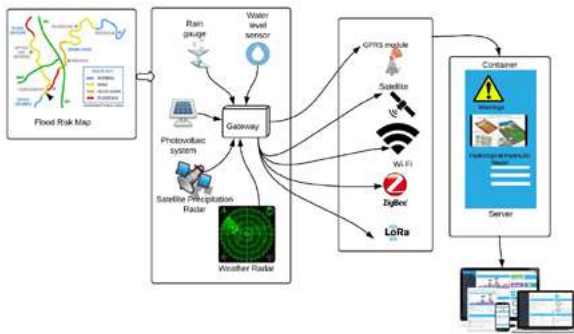 Flood Risk Map
Rain
gauge
Water
level
sensor
Gateway
Photovoltaic
system
Satellite Precipitation
Radar
Weather Radar
GPRS module
Satellite
Wi-Fi
ZigBee
LoRa
Container
Warnings
Hydrological-Hydraulic
Model
Server